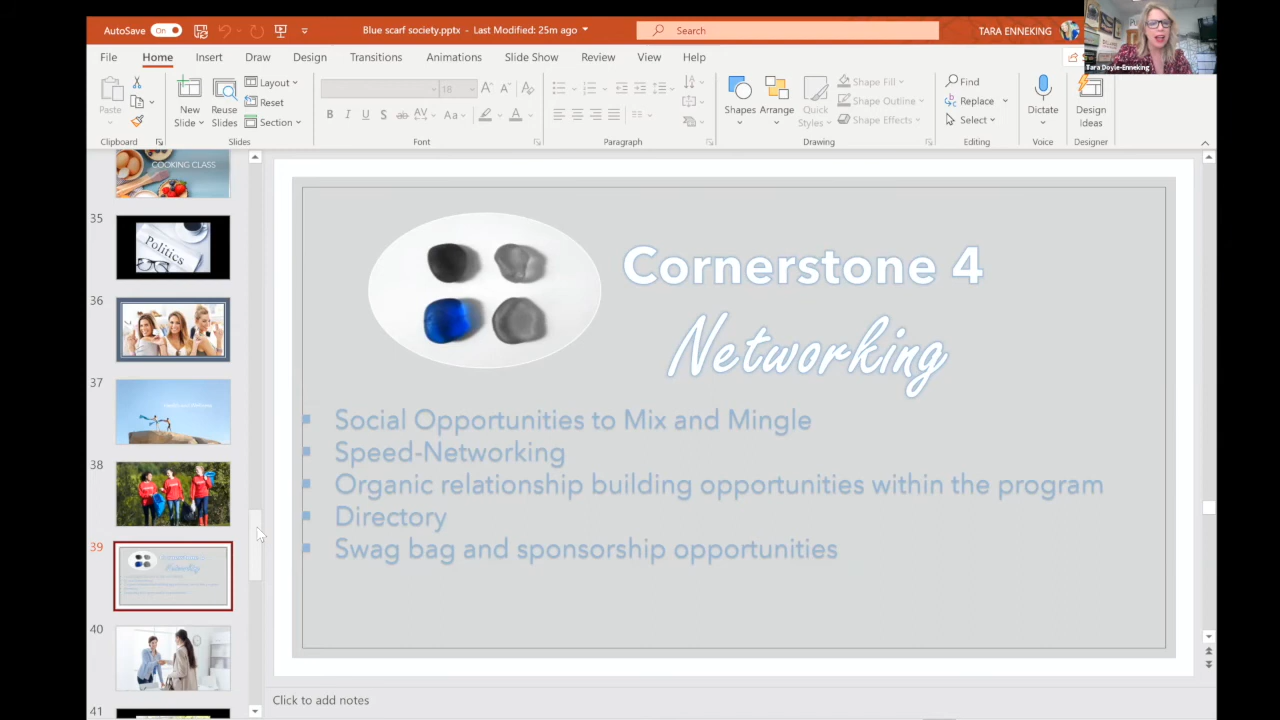 AutoSave On
Blue scarf society.pptx - Last Modified: 25m ago
Search
TARA ENNEKING
Tara Doyle-Enneking
File Home Insert Draw Design Transitions Animations Slide Show Review View Help
Paste
New Slide
Reuse Slides
Layout
Reset
Section
18
Shapes
Arrange
Quick Styles
Shape Fill
Shape Outline
Shape Effects
Find
Replace
Select
Dictate
Design Ideas
Clipboard Slides Font Paragraph Drawing Editing Voice Designer
COOKING CLASS
35
Politics
36
37
38
39
40
41
Cornerstone 4
Networking
Social Opportunities to Mix and Mingle
Speed-Networking
Organic relationship building opportunities within the program
Directory
Swag bag and sponsorship opportunities
Click to add notes